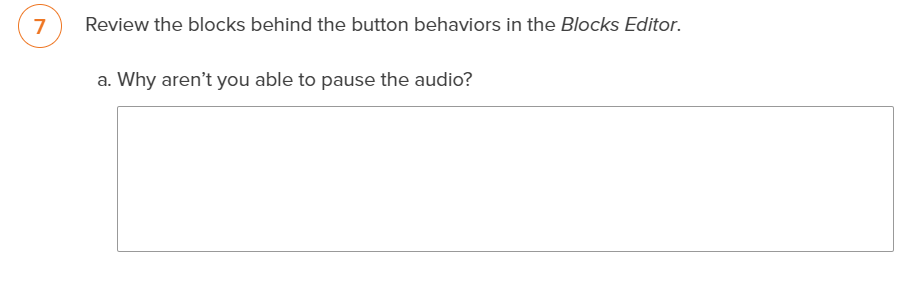 7 Review the blocks behind the button behaviors in the Blocks Editor.
a. Why aren’t you able to pause the audio?